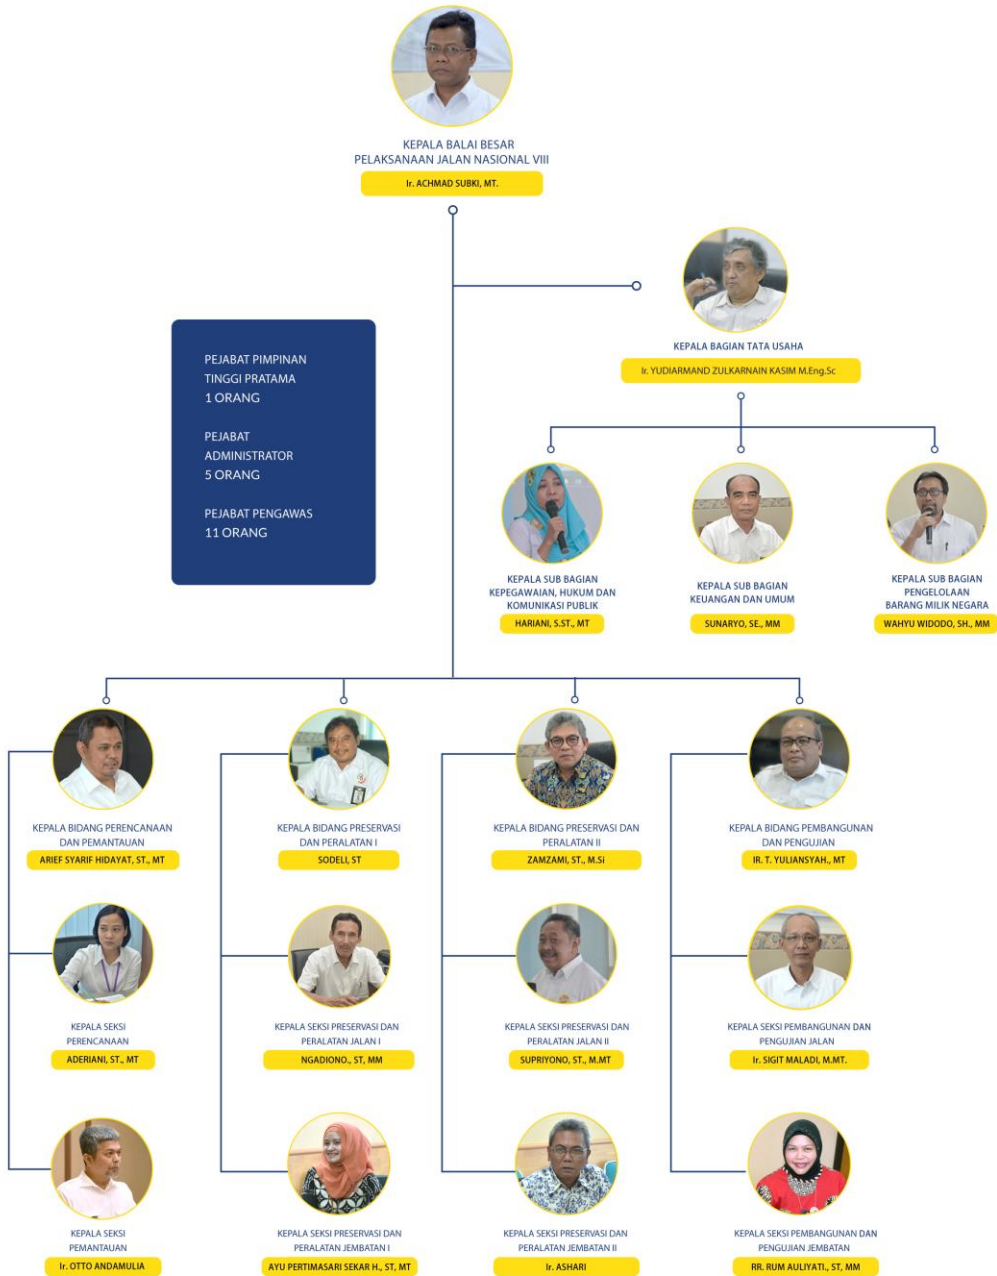 KEPALA BALAI BESAR
PELAKSANAAN JALAN NASIONAL VIII
Ir. ACHMAD SUBKI, MT.
KEPALA BAGIAN TATA USAHA
Ir. YUDIARMAND ZULKARNAIN KASIM M.Eng.Sc
PEJABAT PIMPINAN
TINGGI PRATAMA
1 ORANG
PEJABAT
ADMINISTRATOR
5 ORANG
PEJABAT PENGAWAS
11 ORANG
KEPALA SUB BAGIAN
KEPEGAWAIAN, HUKUM DAN
KOMUNIKASI PUBLIK
HARIANI, S.ST., MT
KEPALA SUB BAGIAN
KEUANGAN DAN UMUM
SUNARYO, SE., MM
KEPALA SUB BAGIAN
PENGELOLAAN
BARANG MILIK NEGARA
WAHYU WIDODO, SH., MM
KEPALA BIDANG PERENCANAAN
DAN PEMANTAUAN
ARIEF SYARIF HIDAYAT, ST., MT
KEPALA BIDANG PRESERVASI
DAN PERALATAN I
SODELI, ST
KEPALA BIDANG PRESERVASI DAN
PERALATAN II
ZAMZAMI, ST., M.Si
KEPALA BIDANG PEMBANGUNAN
DAN PENGUJIAN
IR. T. YULIANSYAH., MT
KEPALA SEKSI
PERENCANAAN
ADERIANI, ST., MT
KEPALA SEKSI PRESERVASI DAN
PERALATAN JALAN I
NGADIONO., ST, MM
KEPALA SEKSI PRESERVASI DAN
PERALATAN JALAN II
SUPRIYONO, ST., M.MT
KEPALA SEKSI PEMBANGUNAN DAN
PENGUJIAN JALAN
Ir. SIGIT MALADI, M.MT.
KEPALA SEKSI
PEMANTAUAN
Ir. OTTO ANDAMULIA
KEPALA SEKSI PRESERVASI DAN
PERALATAN JEMBATAN I
AYU PERTIMASARI SEKAR H., ST, MT
KEPALA SEKSI PRESERVASI DAN
PERALATAN JEMBATAN II
Ir. ASHARI
KEPALA SEKSI PEMBANGUNAN DAN
PENGUJIAN JEMBATAN
RR. RUM AULIYATI., ST, MM